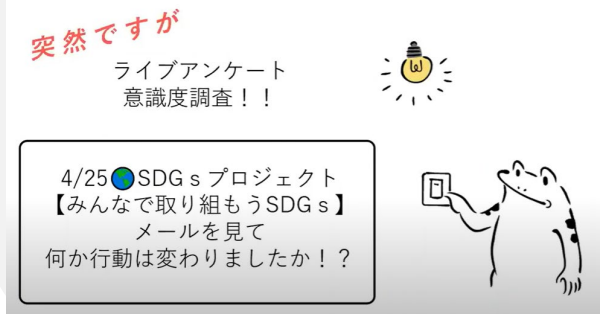 突然ですが
ライブアンケート
意識度調査！！
4/25🌏SDGｓプロジェクト
【みんなで取り組もうSDGｓ】
メールを見て
何か行動は変わりましたか！？